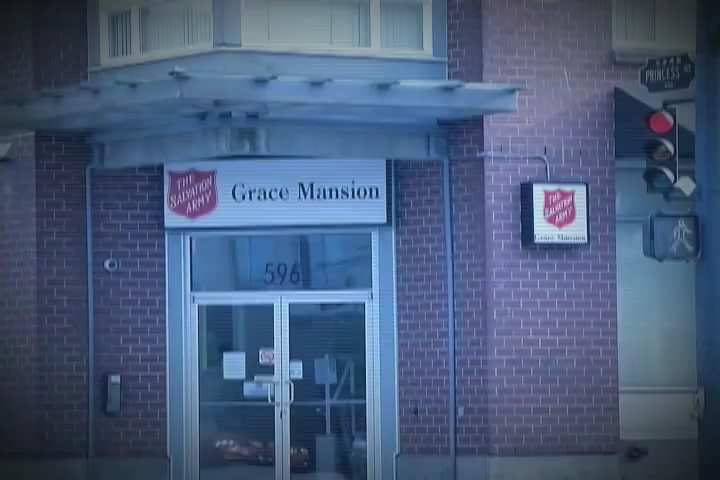 THE
SALVATION
ARMY
Grace Mansion
596
THE
SALVATION
ARMY
Grace Mansion
PRINCESS